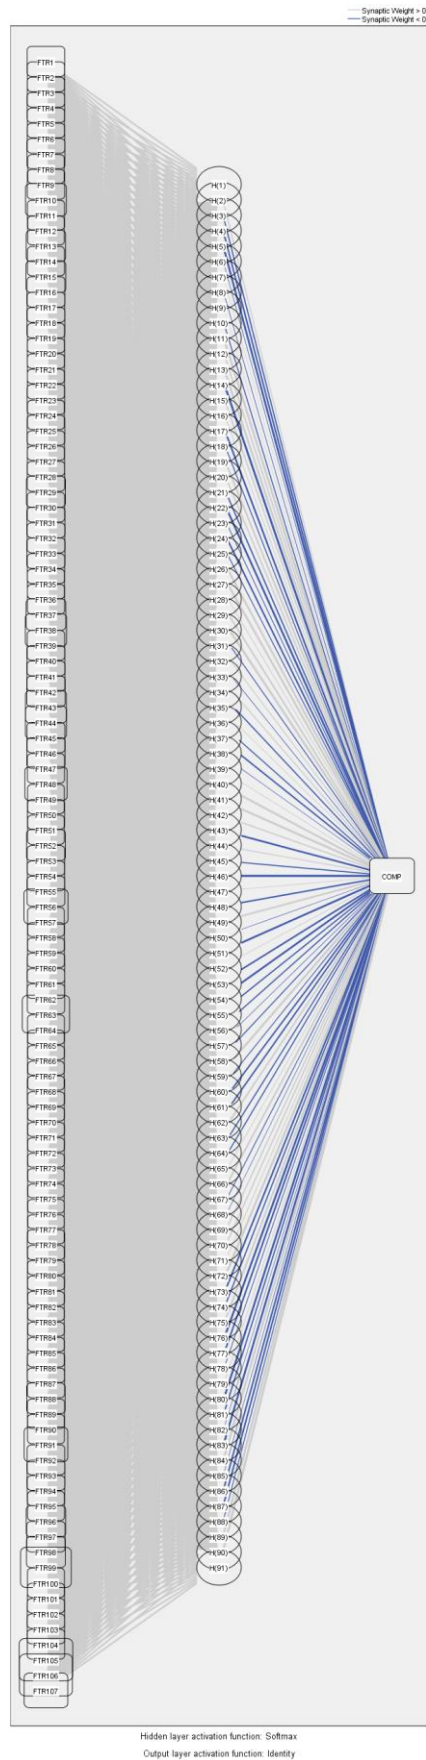 Synaptic Weight > 0
Synaptic Weight < 0
FTR1
FTR2
FTR3
FTR4
FTR5
FTR6
FTR7
FTR8
FTR9
FTR10
FTR11
FTR12
FTR13
FTR14
FTR15
FTR16
FTR17
FTR18
FTR19
FTR20
FTR21
FTR22
FTR23
FTR24
FTR25
FTR26
FTR27
FTR28
FTR29
FTR30
FTR31
FTR32
FTR33
FTR34
FTR35
FTR36
FTR37
FTR38
FTR39
FTR40
FTR41
FTR42
FTR43
FTR44
FTR45
FTR46
FTR47
FTR48
FTR49
FTR50
FTR51
FTR52
FTR53
FTR54
FTR55
FTR56
FTR57
FTR58
FTR59
FTR60
FTR61
FTR62
FTR63
FTR64
FTR65
FTR66
FTR67
FTR68
FTR69
FTR70
FTR71
FTR72
FTR73
FTR74
FTR75
FTR76
FTR77
FTR78
FTR79
FTR80
FTR81
FTR82
FTR83
FTR84
FTR85
FTR86
FTR87
FTR88
FTR89
FTR90
FTR91
FTR92
FTR93
FTR94
FTR95
FTR96
FTR97
FTR98
FTR99
FTR100
FTR101
FTR102
FTR103
FTR104
FTR105
FTR106
FTR107
H(1)
H(2)
H(3)
H(4)
H(5)
H(6)
H(7)
H(8)
H(9)
H(10)
H(11)
H(12)
H(13)
H(14)
H(15)
H(16)
H(17)
H(18)
H(19)
H(20)
H(21)
H(22)
H(23)
H(24)
H(25)
H(26)
H(27)
H(28)
H(29)
H(30)
H(31)
H(32)
H(33)
H(34)
H(35)
H(36)
H(37)
H(38)
H(39)
H(40)
H(41)
H(42)
H(43)
H(44)
H(45)
H(46)
H(47)
H(48)
H(49)
H(50)
H(51)
H(52)
H(53)
H(54)
H(55)
H(56)
H(57)
H(58)
H(59)
H(60)
H(61)
H(62)
H(63)
H(64)
H(65)
H(66)
H(67)
H(68)
H(69)
H(70)
H(71)
H(72)
H(73)
H(74)
H(75)
H(76)
H(77)
H(78)
H(79)
H(80)
H(81)
H(82)
H(83)
H(84)
H(85)
H(86)
H(87)
H(88)
H(89)
H(90)
H(91)
COMP
Hidden layer activation function: Softmax
Output layer activation function: Identity